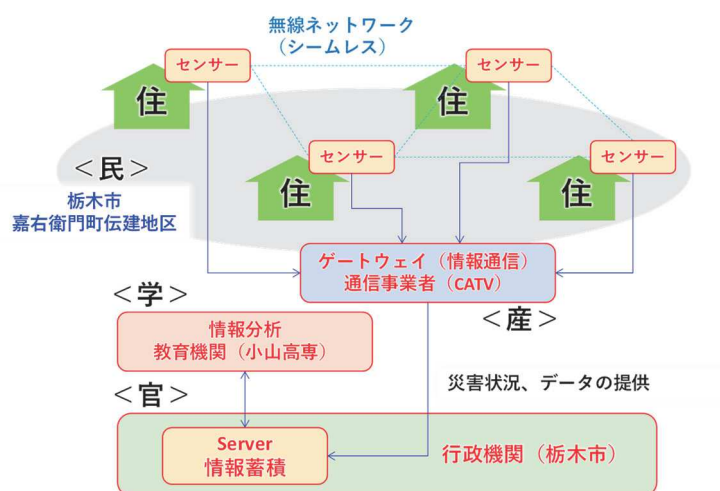 無線ネットワーク
（シームレス）
センサー
センサー
住
住
センサー
センサー
＜民＞
住
住
栃木市
嘉右衛門町伝建地区
ゲートウェイ（情報通信）
通信事業者（CATV）
＜学＞
＜産＞
情報分析
教育機関（小山高専）
災害状況、データの提供
＜官＞
Server
情報蓄積
行政機関（栃木市）